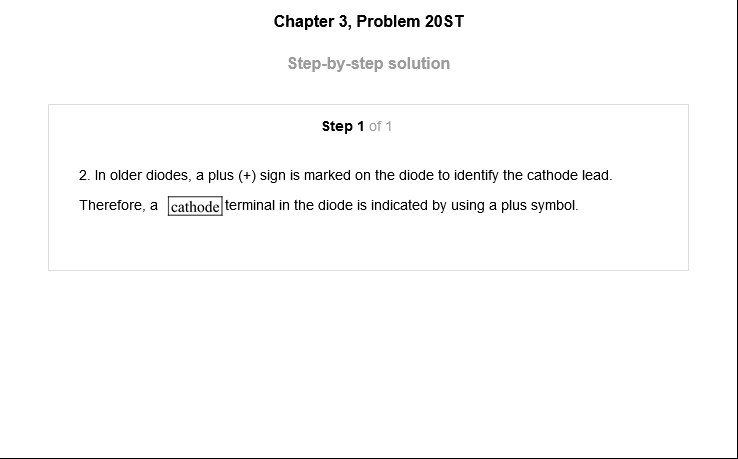 Chapter 3, Problem 20ST
Step-by-step solution
Step 1 of 1
2. In older diodes, a plus (+) sign is marked on the diode to identify the cathode lead.
Therefore, a cathode terminal in the diode is indicated by using a plus symbol.